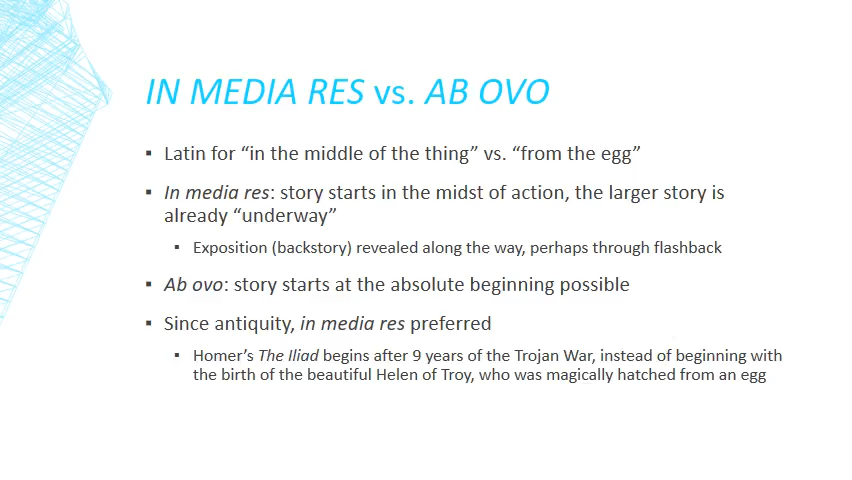 IN MEDIA RES vs. AB OVO
▪ Latin for “in the middle of the thing” vs. “from the egg”
▪ In media res: story starts in the midst of action, the larger story is
already “underway”
▪ Exposition (backstory) revealed along the way, perhaps through flashback
▪ Ab ovo: story starts at the absolute beginning possible
▪ Since antiquity, in media res preferred
▪ Homer’s The Iliad begins after 9 years of the Trojan War, instead of beginning with
the birth of the beautiful Helen of Troy, who was magically hatched from an egg